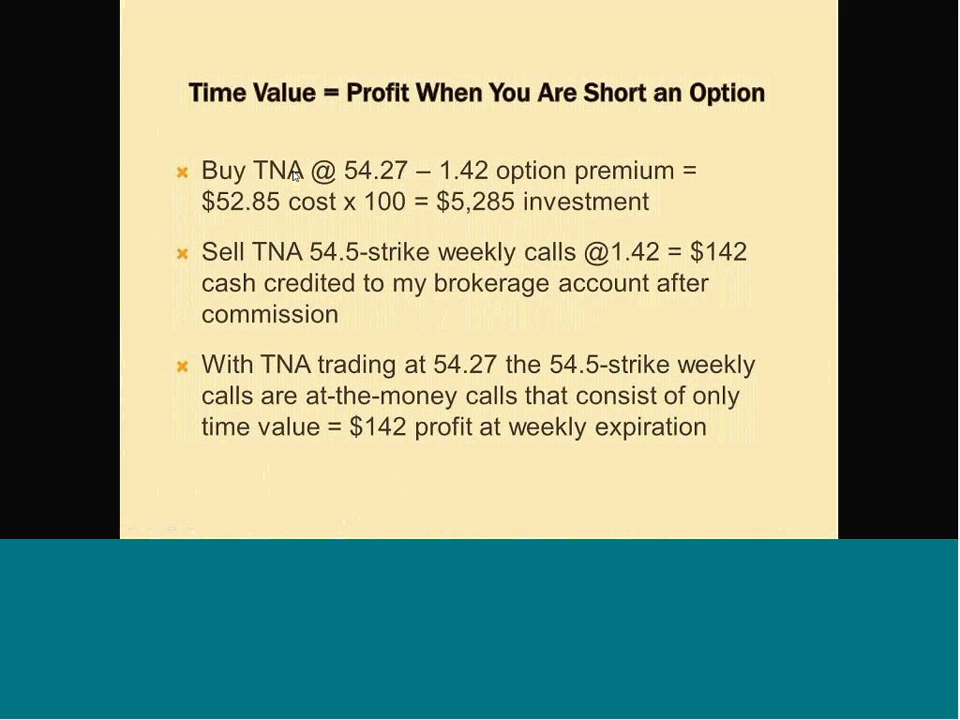 Time Value = Profit When You Are Short an Option
Buy TNA @ 54.27 – 1.42 option premium =
$52.85 cost x 100 = $5,285 investment
Sell TNA 54.5-strike weekly calls @1.42 = $142
cash credited to my brokerage account after
commission
With TNA trading at 54.27 the 54.5-strike weekly
calls are at-the-money calls that consist of only
time value = $142 profit at weekly expiration